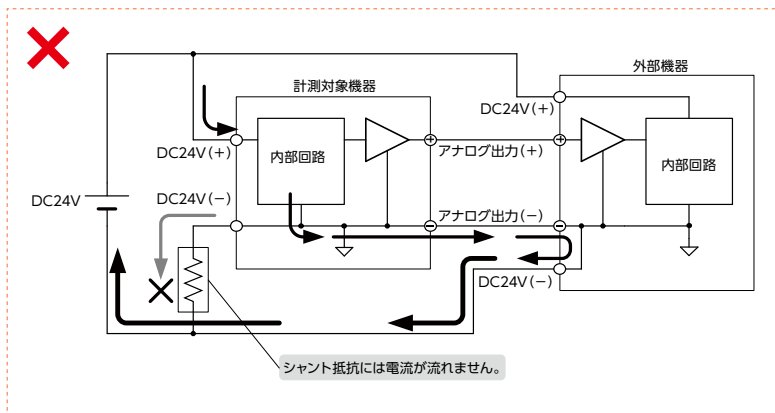 外部機器
計測対象機器
DC24V(+)
DC24V(+)
内部回路
アナログ出力(+)
内部回路
DC24V
DC24V(−)
アナログ出力(−)
DC24V(−)
シャント抵抗には電流が流れません。